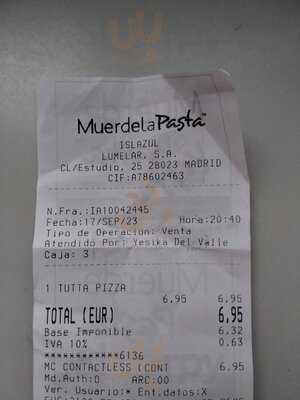 MuerdelaPasta™
ISLAZUL
LUMELAR, S.A.
CL/Estudio, 25 28023 MADRID
CIF:A78602463
N.Fra.:IA10042445
Fecha:17/SEP/23 Hora:20:40
Tipo de Operacion: Venta
Atendido Por: Yesika Del Valle
Caja: 3
1 TUTTA PIZZA
6,95 6,95
TOTAL (EUR) 6,95
Base Imponible 6,32
IVA 10% 0,63
************6136
MC CONTACTLESS (CONT 6,95
Md.Auth:0 ARC:00
Ver. Usuario:* Ent.datos:X